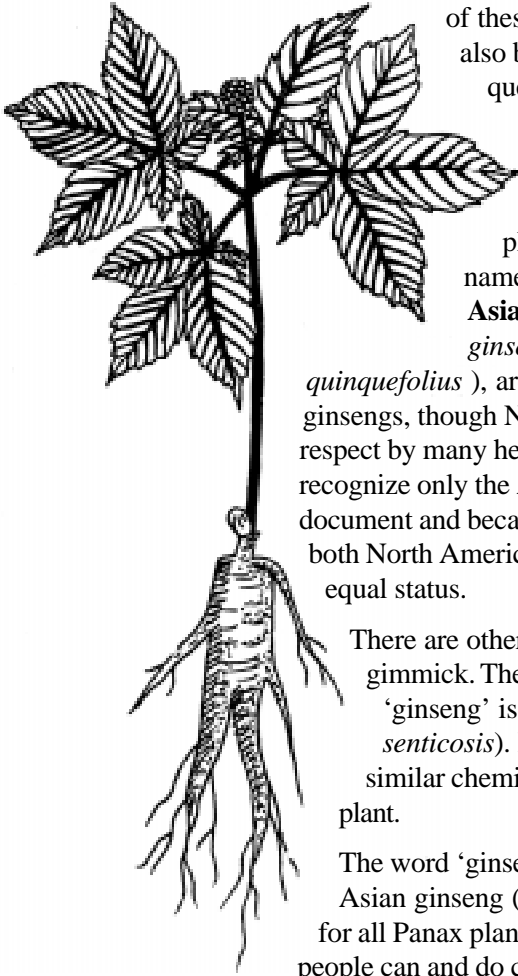 of thes
also b
que
p
name
Asia
ginse
quinquefolius ), ar
ginsengs, though N
respect by many he
recognize only the
document and beca
both North Americ
equal status.
There are other
gimmick. The
‘ginseng’ is
senticosis).
similar chemi
plant.
The word ‘ginse
Asian ginseng (
for all Panax plan
people can and do